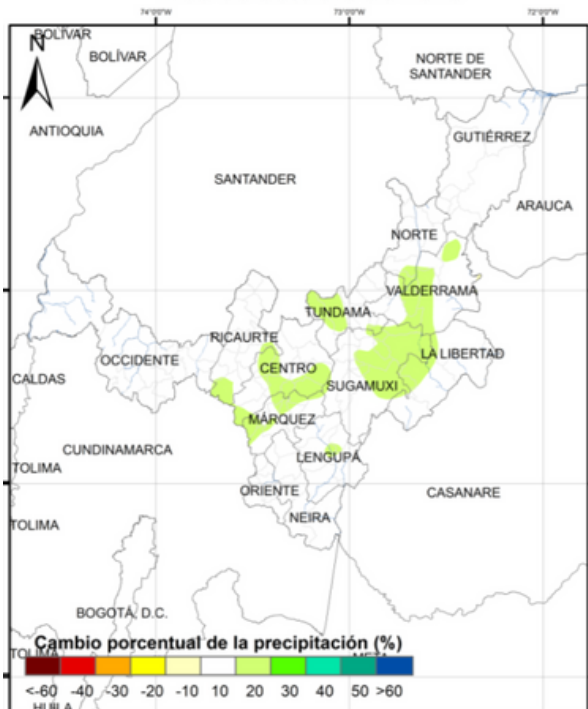 74°0'0"W 73°0'0"W 72°0'0"W
N
BOLÍVAR
BOLÍVAR
NORTE DE
SANTANDER
ANTIOQUIA
GUTIÉRREZ
SANTANDER
ARAUCA
NORTE
VALDERRAMA
TUNDAMA
RICAURTE
OCCIDENTE
CENTRO
LA LIBERTAD
CALDAS
SUGAMUXI
MÁRQUEZ
CUNDINAMARCA
LENGUPÁ
TOLIMA
ORIENTE
CASANARE
NEIRA
TOLIMA
BOGOTÁ, D.C.
Cambio porcentual de la precipitación (%)
TOLIMA
META
<-60 -40 -30 -20 -10 10 20 30 40 50 >60
HUILA